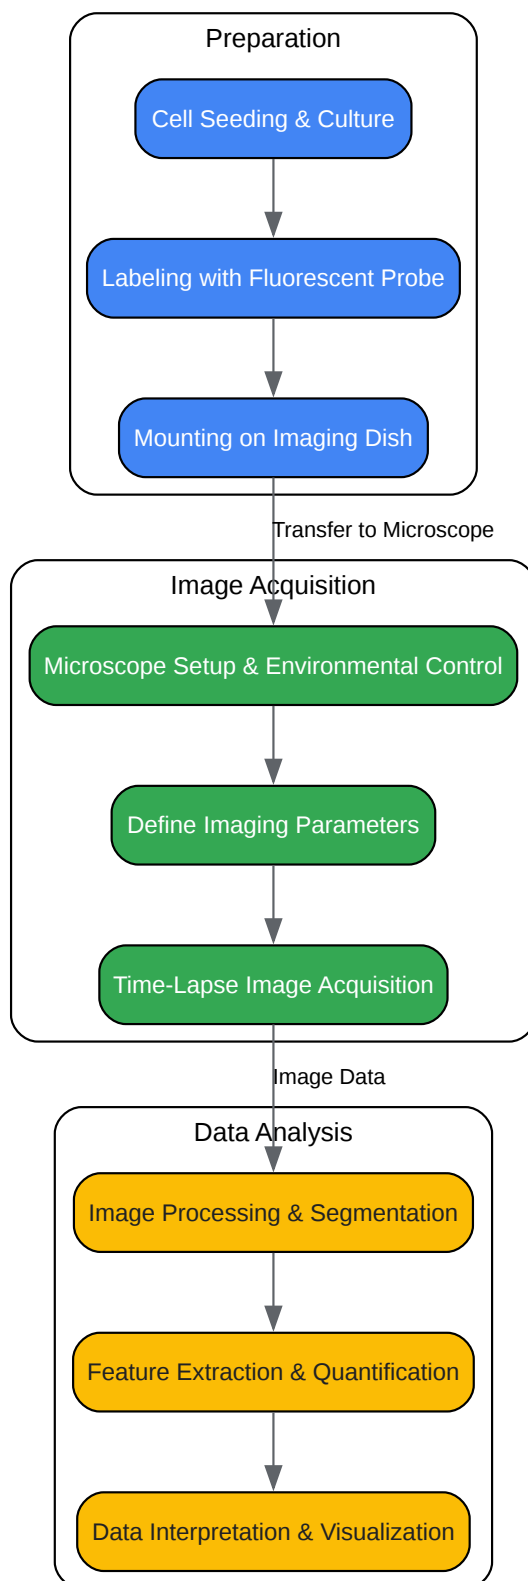 Preparation
Cell Seeding & Culture
Labeling with Fluorescent Probe
Mounting on Imaging Dish
Transfer to Microscope
Image Acquisition
Microscope Setup & Environmental Control
Define Imaging Parameters
Time-Lapse Image Acquisition
Image Data
Data Analysis
Image Processing & Segmentation
Feature Extraction & Quantification
Data Interpretation & Visualization